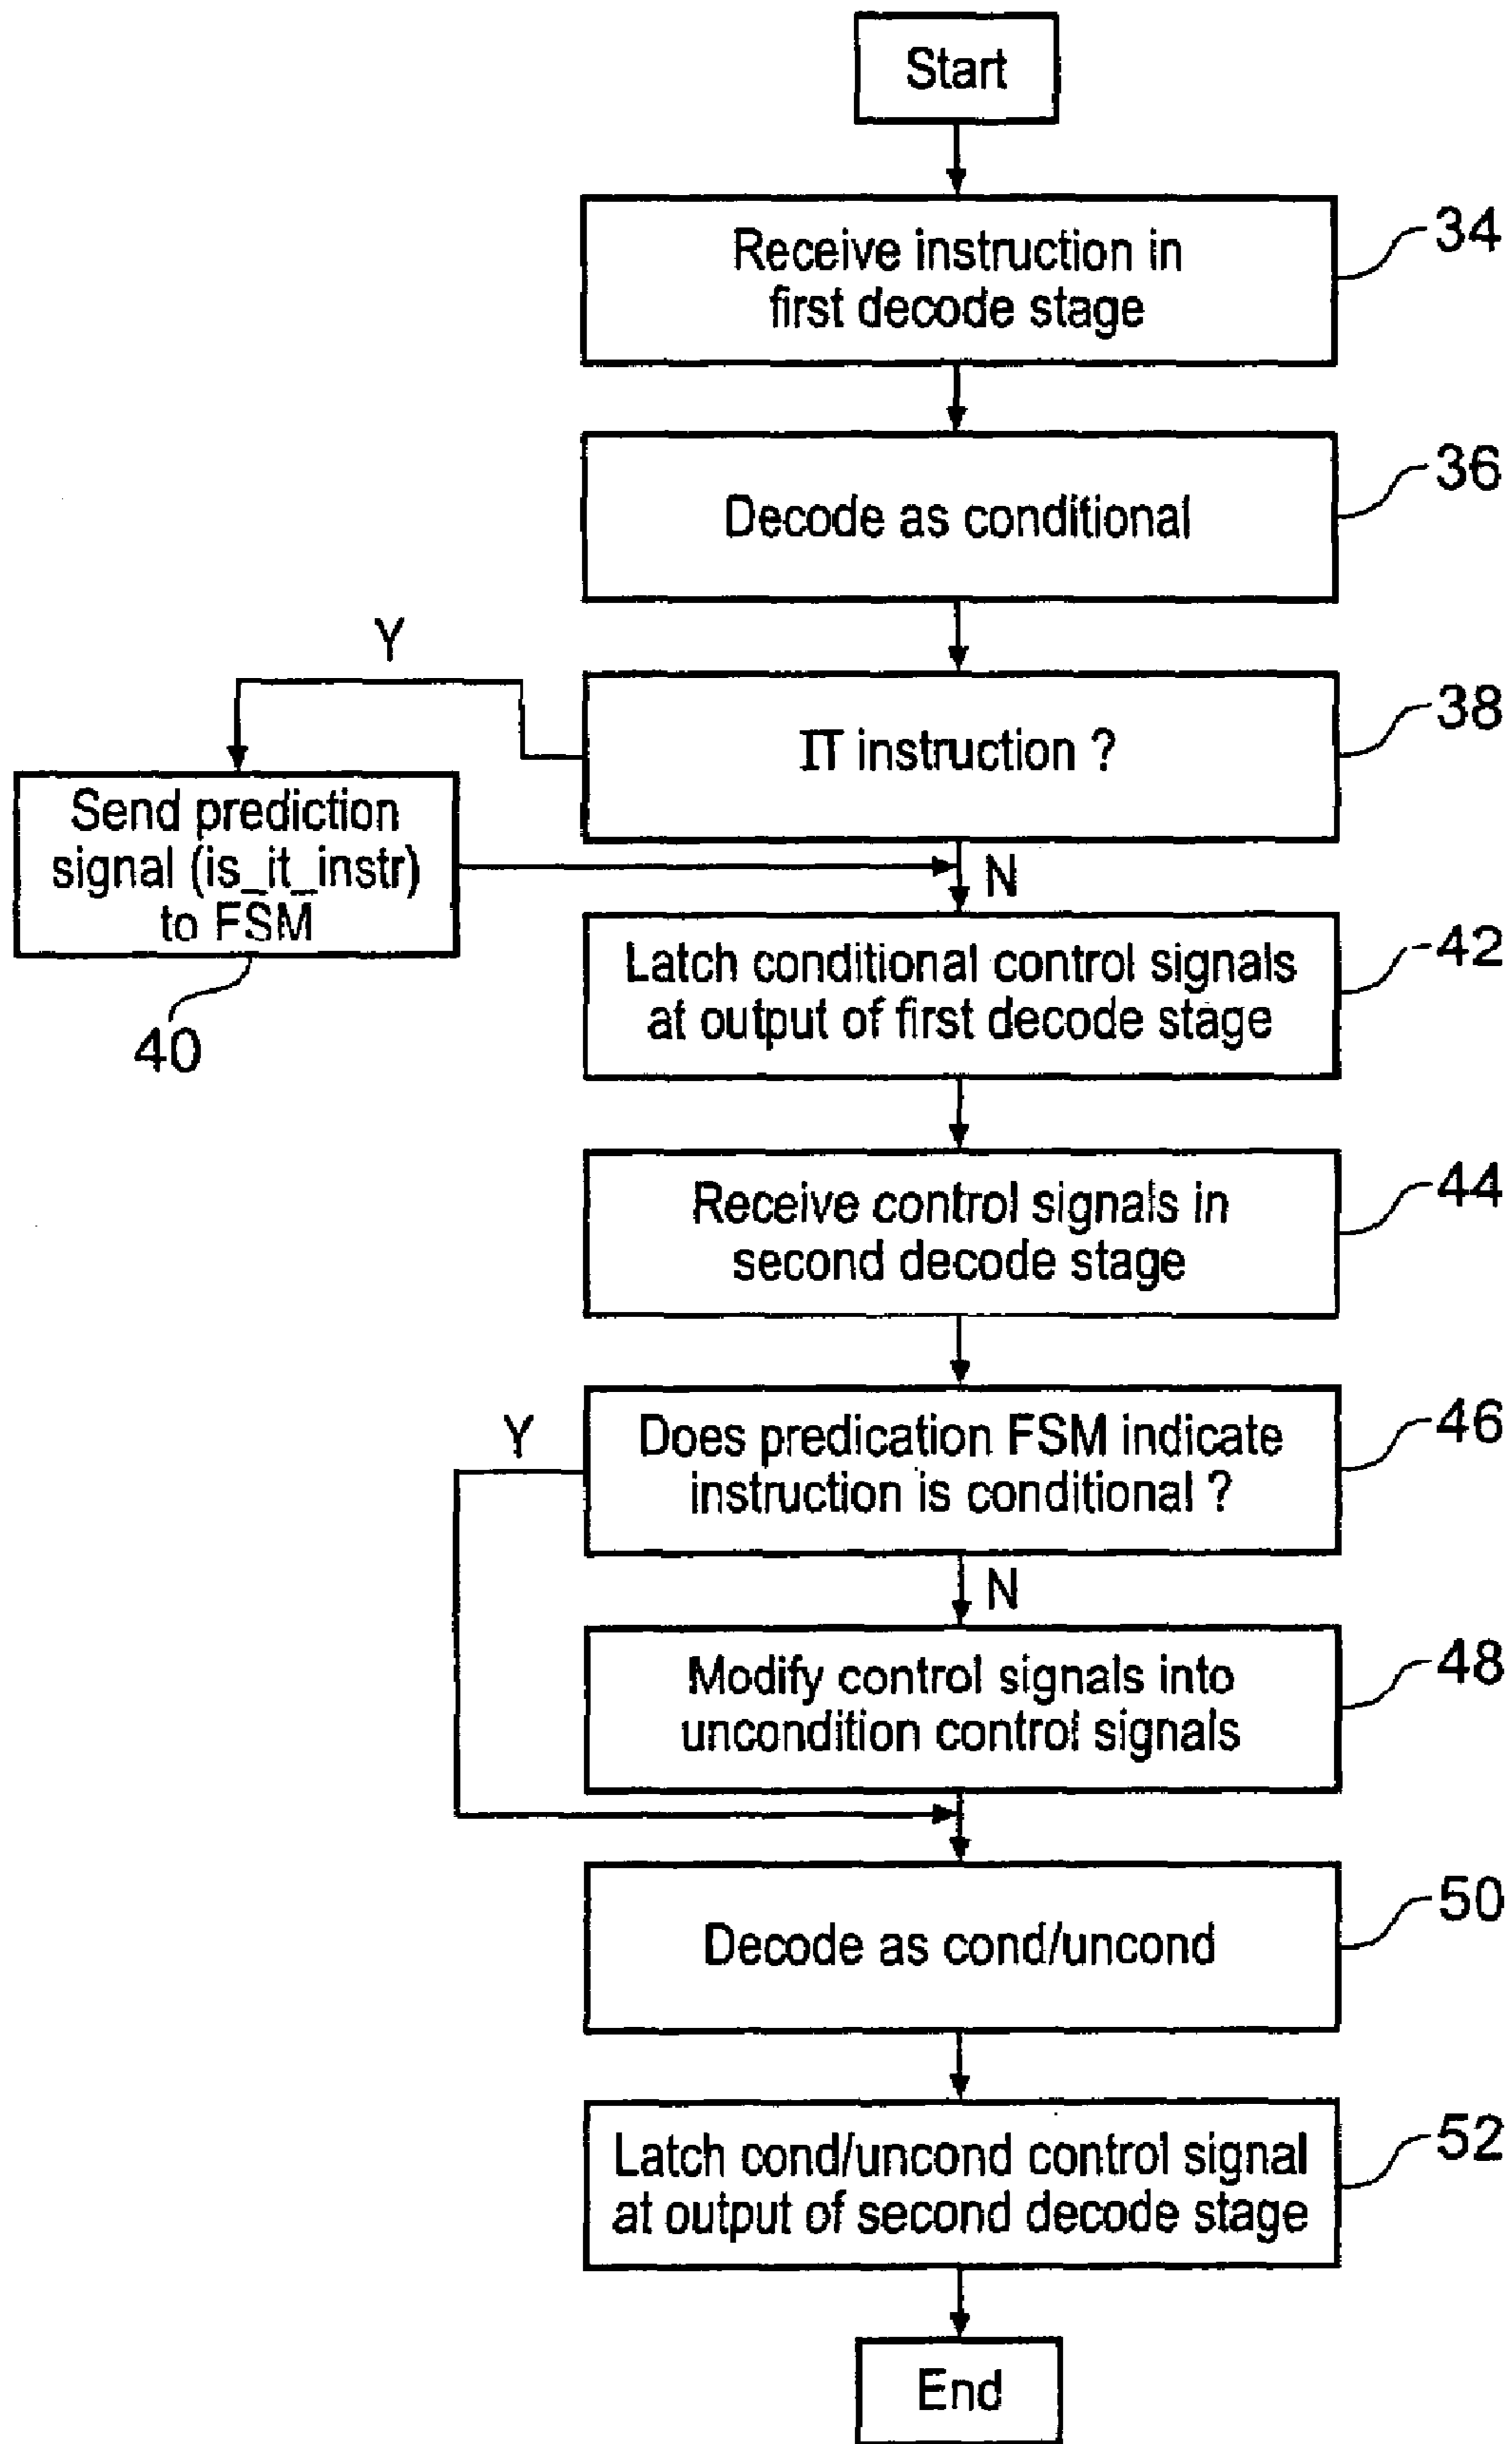 Start
Receive instruction in
first decode stage
34
Decode as conditional
36
Y
IT instruction ?
38
Send prediction
signal (is_it_instr)
to FSM
40
N
Latch conditional control signals
at output of first decode stage
42
Receive control signals in
second decode stage
44
Y
Does predication FSM indicate
instruction is conditional ?
46
N
Modify control signals into
uncondition control signals
48
Decode as cond/uncond
50
Latch cond/uncond control signal
at output of second decode stage
52
End